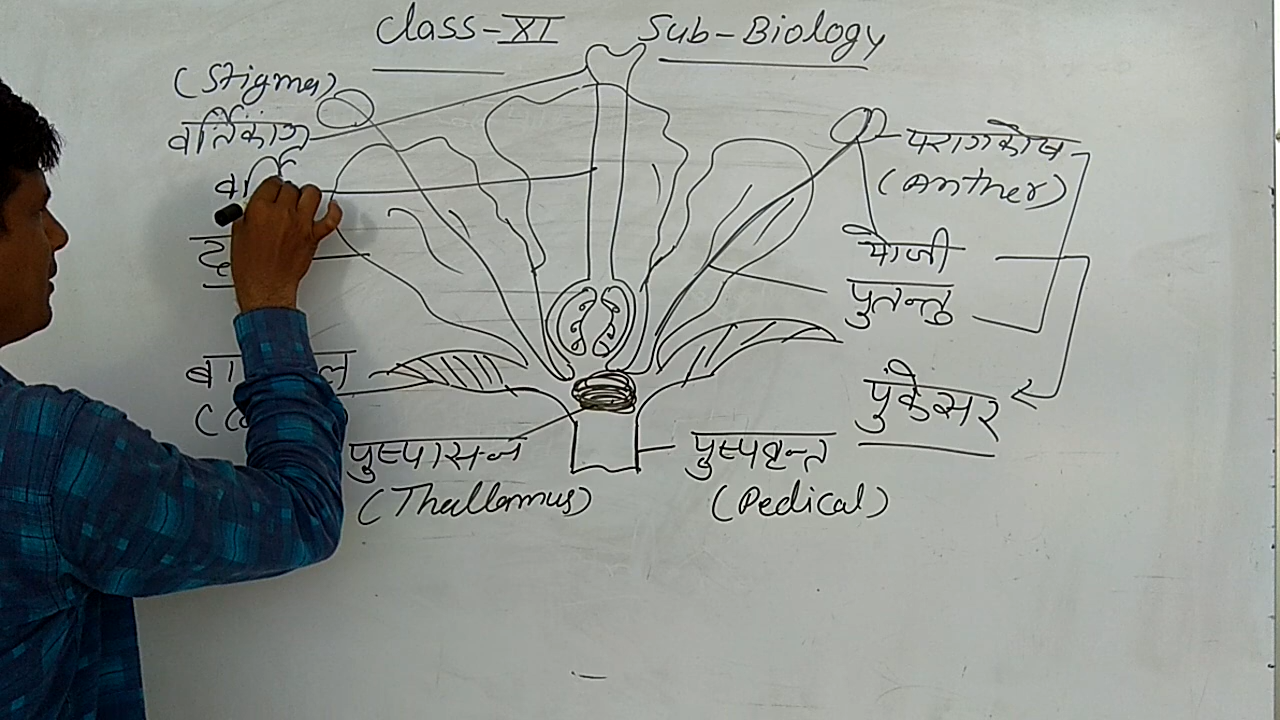 Class-XI Sub-Biology
(Stigma)
वर्तिकाग्र
परागकोष
(Anther)
योजी
पुतन्तु
पुंकेसर
पुष्पासन
(Thallamus)
पुष्पवृन्त
(Pedical)